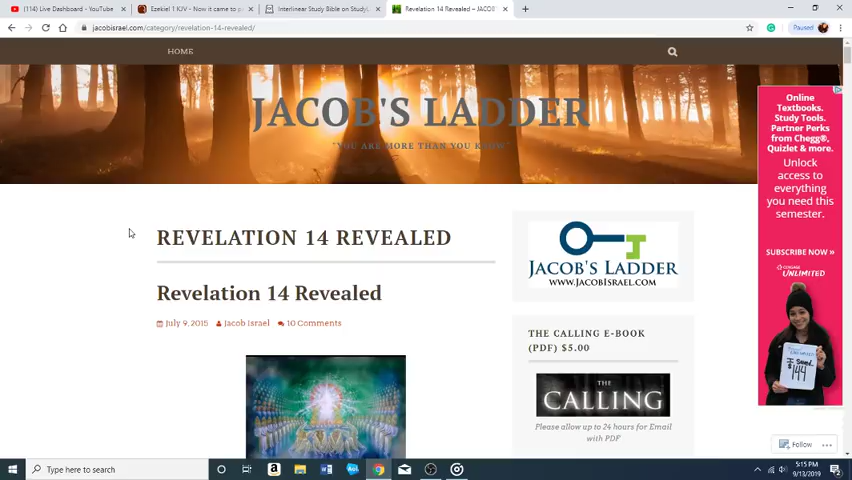 (114) Live Dashboard - YouTube
Ezekiel 1 KJV - Now it came to p
Interlinear Study Bible on StudyL
Revelation 14 Revealed – JACO
jacobisrael.com/category/revelation-14-revealed/
Paused
HOME
JACOB'S LADDER
"YOU ARE MORE THAN YOU KNOW"
REVELATION 14 REVEALED
Revelation 14 Revealed
July 9, 2015 Jacob Israel 10 Comments
JACOB'S LADDER
WWW.JACOBISRAEL.COM
THE CALLING E-BOOK
(PDF) $5.00
THE
CALLING
Please allow up to 24 hours for Email
with PDF
Online
Textbooks.
Study Tools.
Partner Perks
from Chegg®,
Quizlet & more.
Unlock
access to
everything
you need this
semester.
SUBSCRIBE NOW »
CENGAGE
UNLIMITED
$144
Follow
Type here to search
5:15 PM
9/13/2019